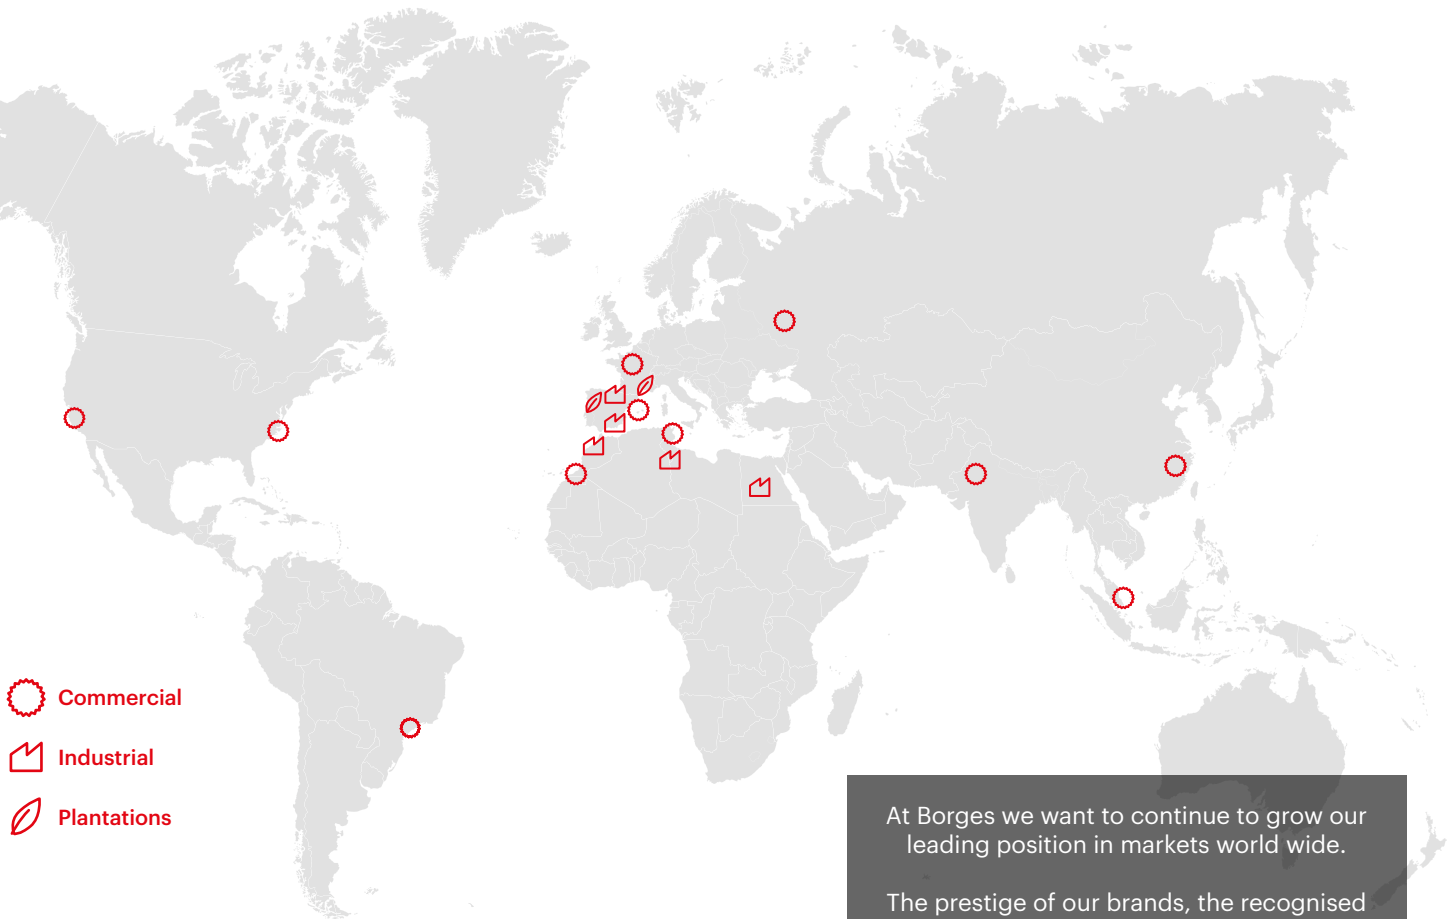 Commercial
Industrial
Plantations
At Borges we want to continue to grow our
leading position in markets world wide.
The prestige of our brands, the recognised